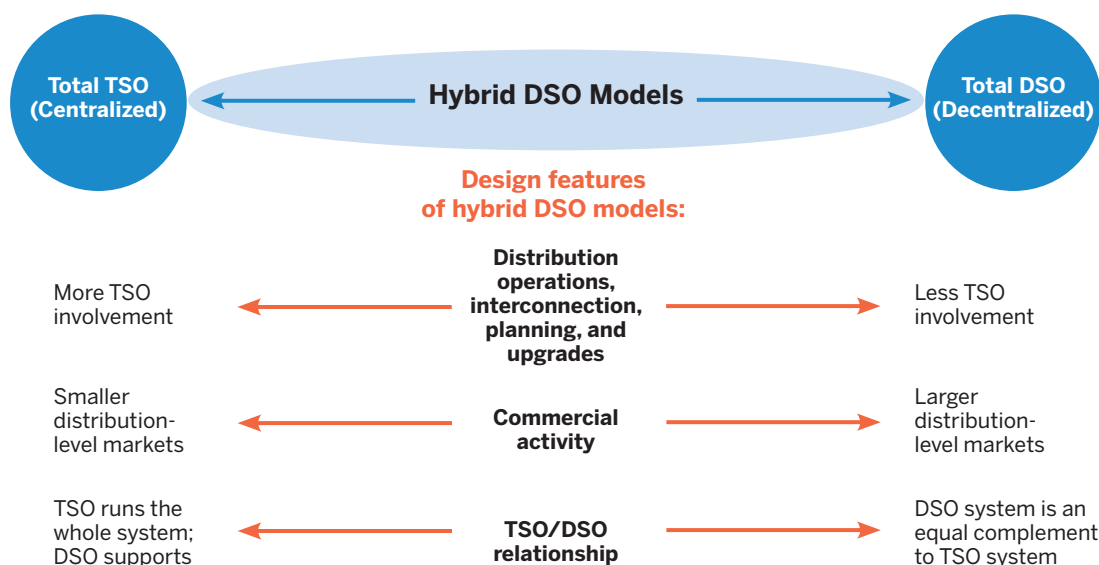 Total TSO
(Centralized)
Hybrid DSO Models
Total DSO
(Decentralized)
Design features
of hybrid DSO models:
More TSO
involvement
Distribution
operations,
interconnection,
planning, and
upgrades
Less TSO
involvement
Smaller
distribution-
level markets
Commercial
activity
Larger
distribution-
level markets
TSO runs the
whole system;
DSO supports
TSO/DSO
relationship
DSO system is an
equal complement
to TSO system